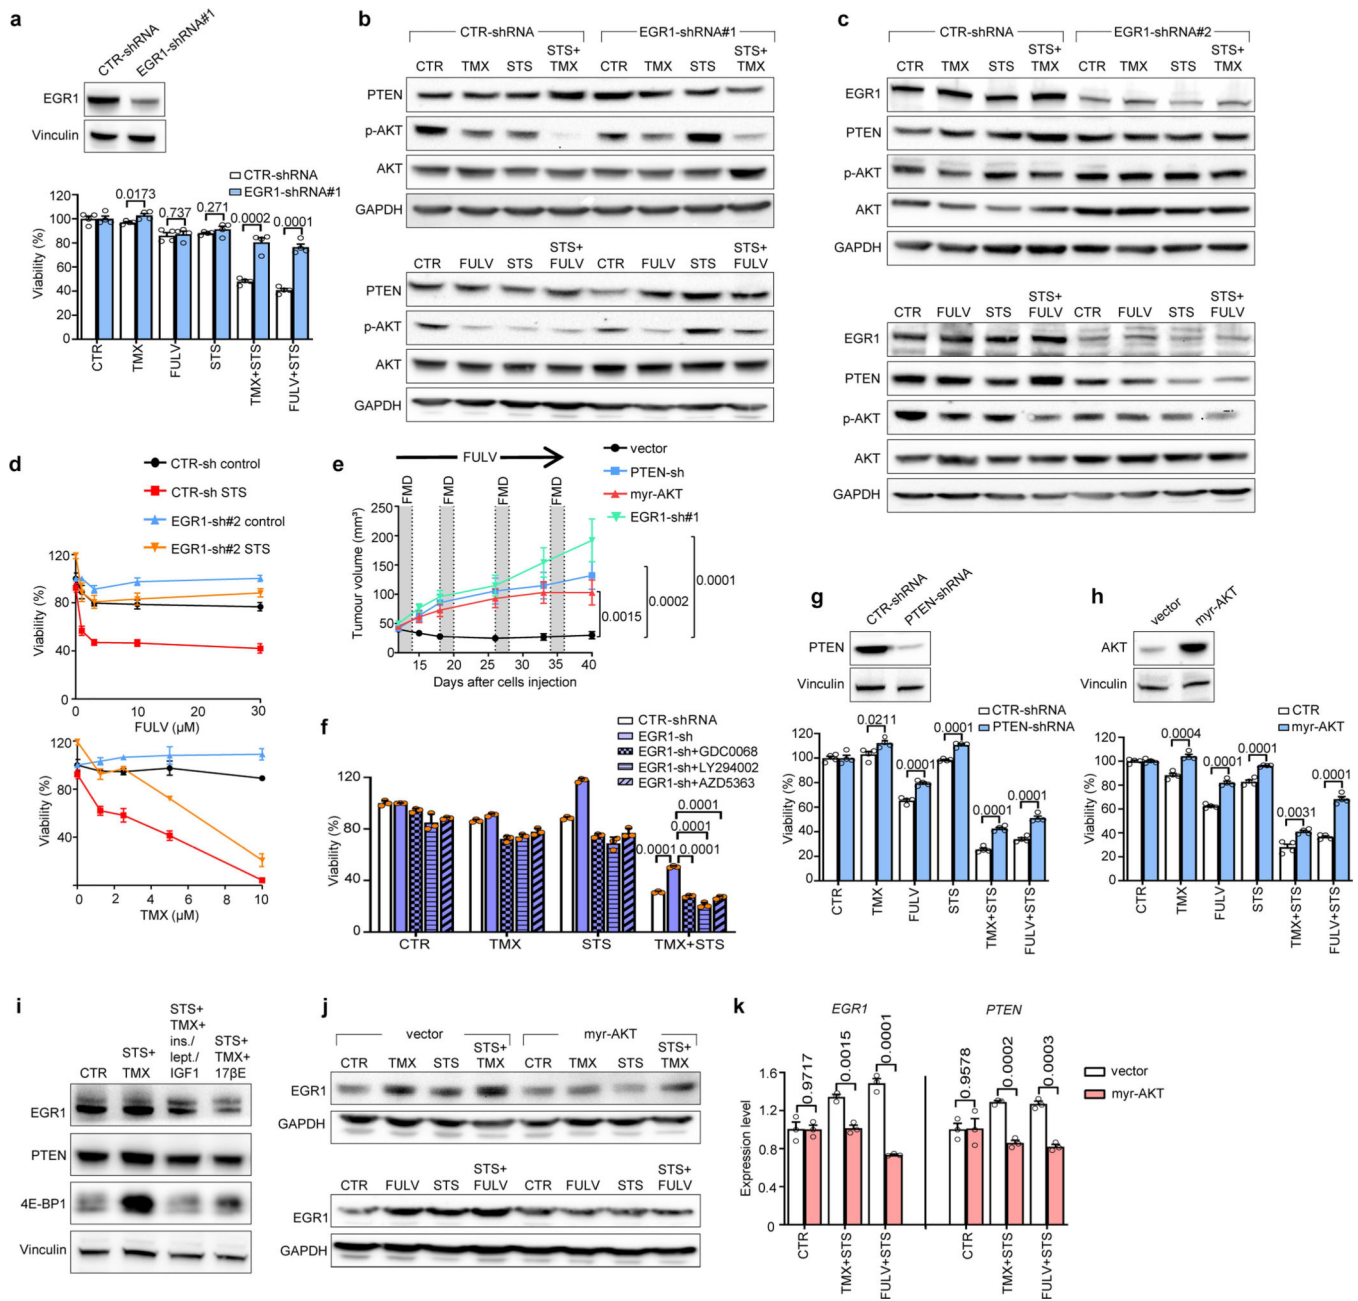 a
CTR-shRNA
EGR1-shRNA#1
EGR1
Vinculin
CTR-shRNA
EGR1-shRNA#1
Viability (%)
120
100
80
60
40
20
0
0.0173
0.737
0.271
0.0002
0.0001
CTR
TMX
FULV
STS
TMX+STS
FULV+STS
b
CTR-shRNA
EGR1-shRNA#1
CTR TMX STS STS+ TMX CTR TMX STS STS+ TMX
PTEN
p-AKT
AKT
GAPDH
CTR FULV STS STS+ FULV CTR FULV STS STS+ FULV
PTEN
p-AKT
AKT
GAPDH
c
CTR-shRNA
EGR1-shRNA#2
CTR TMX STS STS+ TMX CTR TMX STS STS+ TMX
EGR1
PTEN
p-AKT
AKT
GAPDH
CTR FULV STS STS+ FULV CTR FULV STS STS+ FULV
EGR1
PTEN
p-AKT
AKT
GAPDH
d
CTR-sh control
CTR-sh STS
EGR1-sh#2 control
EGR1-sh#2 STS
Viability (%)
120
80
40
0
0 10 20 30
FULV (µM)
Viability (%)
120
80
40
0 2 4 6 8 10
TMX (µM)
e
FULV
FMD
FMD
FMD
FMD
vector
PTEN-sh
myr-AKT
EGR1-sh#1
Tumour volume (mm³)
250
200
150
100
50
0
15 20 25 30 35 40
Days after cells injection
0.0015
0.0002
0.0001
f
CTR-shRNA
EGR1-sh
EGR1-sh+GDC0068
EGR1-sh+LY294002
EGR1-sh+AZD5363
Viability (%)
120
80
40
0
0.0001
0.0001
0.0001
0.0001
CTR TMX STS TMX+STS
g
CTR-shRNA
PTEN-shRNA
PTEN
Vinculin
CTR-shRNA
PTEN-shRNA
Viability (%)
120
100
80
60
40
20
0
0.0211
0.0001
0.0001
0.0001
0.0001
CTR
TMX
FULV
STS
TMX+STS
FULV+STS
h
vector
myr-AKT
AKT
Vinculin
CTR
myr-AKT
Viability (%)
120
100
80
60
40
20
0
0.0004
0.0001
0.0001
0.0031
0.0001
CTR
TMX
FULV
STS
TMX+STS
FULV+STS
i
CTR
STS+
TMX
STS+
TMX+
ins./
lept./
IGF1
STS+
TMX+
17βE
EGR1
PTEN
4E-BP1
Vinculin
j
vector
myr-AKT
CTR TMX STS STS+ TMX CTR TMX STS STS+ TMX
EGR1
GAPDH
CTR FULV STS STS+ FULV CTR FULV STS STS+ FULV
EGR1
GAPDH
k
EGR1
PTEN
vector
myr-AKT
Expression level
1.6
1.2
0.8
0.4
0
0.9717
0.0015
0.0001
0.9578
0.0002
0.0003
CTR
TMX+STS
FULV+STS
CTR
TMX+STS
FULV+STS